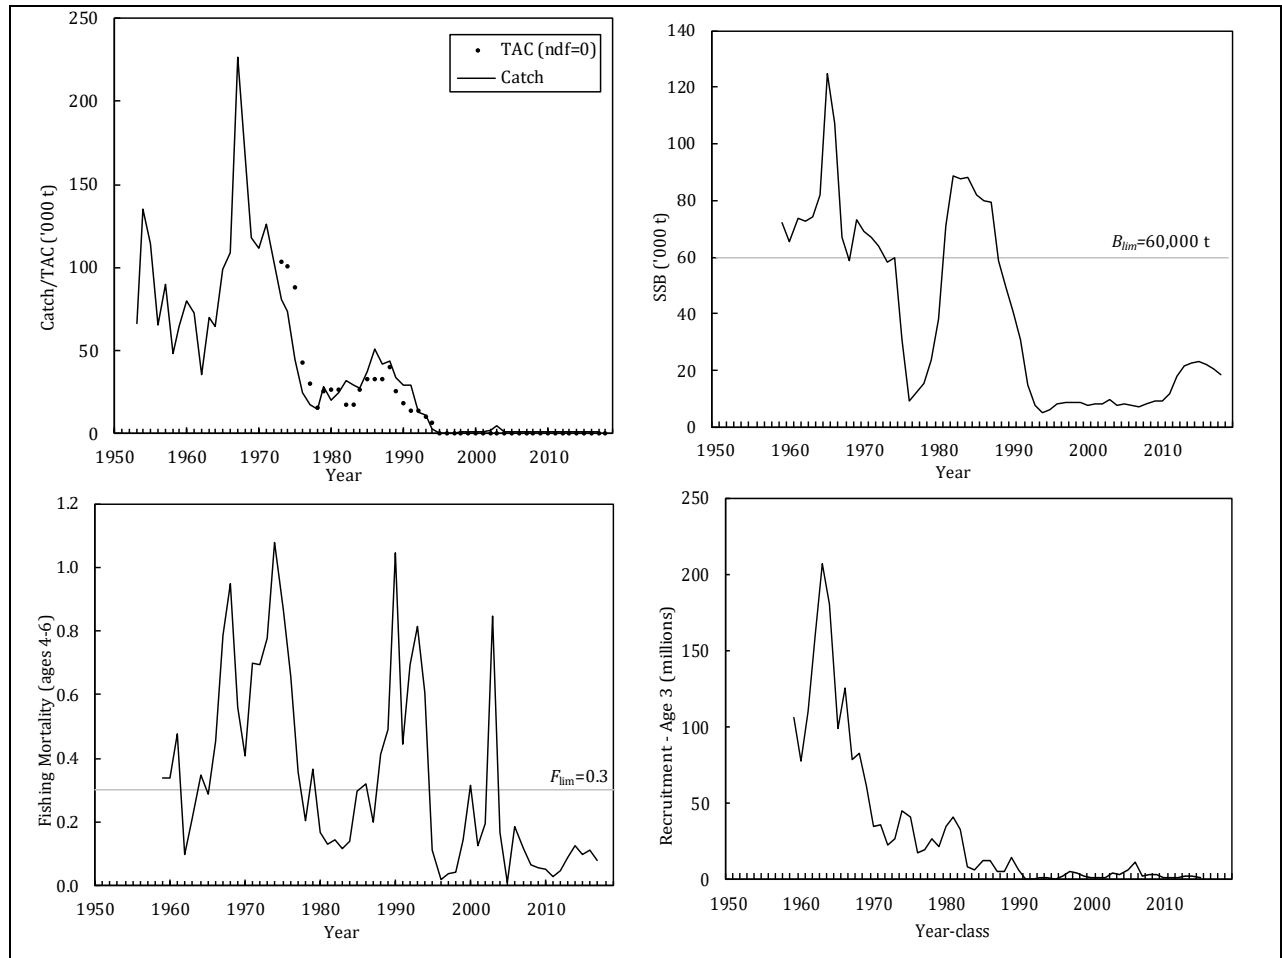 250
200
150
100
50
0
Catch/TAC ('000 t)
TAC (ndf=0)
Catch
1950 1960 1970 1980 1990 2000 2010
Year
140
120
100
80
60
40
20
0
SSB ('000 t)
Blim=60,000 t
1950 1960 1970 1980 1990 2000 2010
Year
1.2
1.0
0.8
0.6
0.4
0.2
0.0
Fishing Mortality (ages 4-6)
Flim=0.3
1950 1960 1970 1980 1990 2000 2010
Year
250
200
150
100
50
0
Recruitment - Age 3 (millions)
1950 1960 1970 1980 1990 2000 2010
Year-class